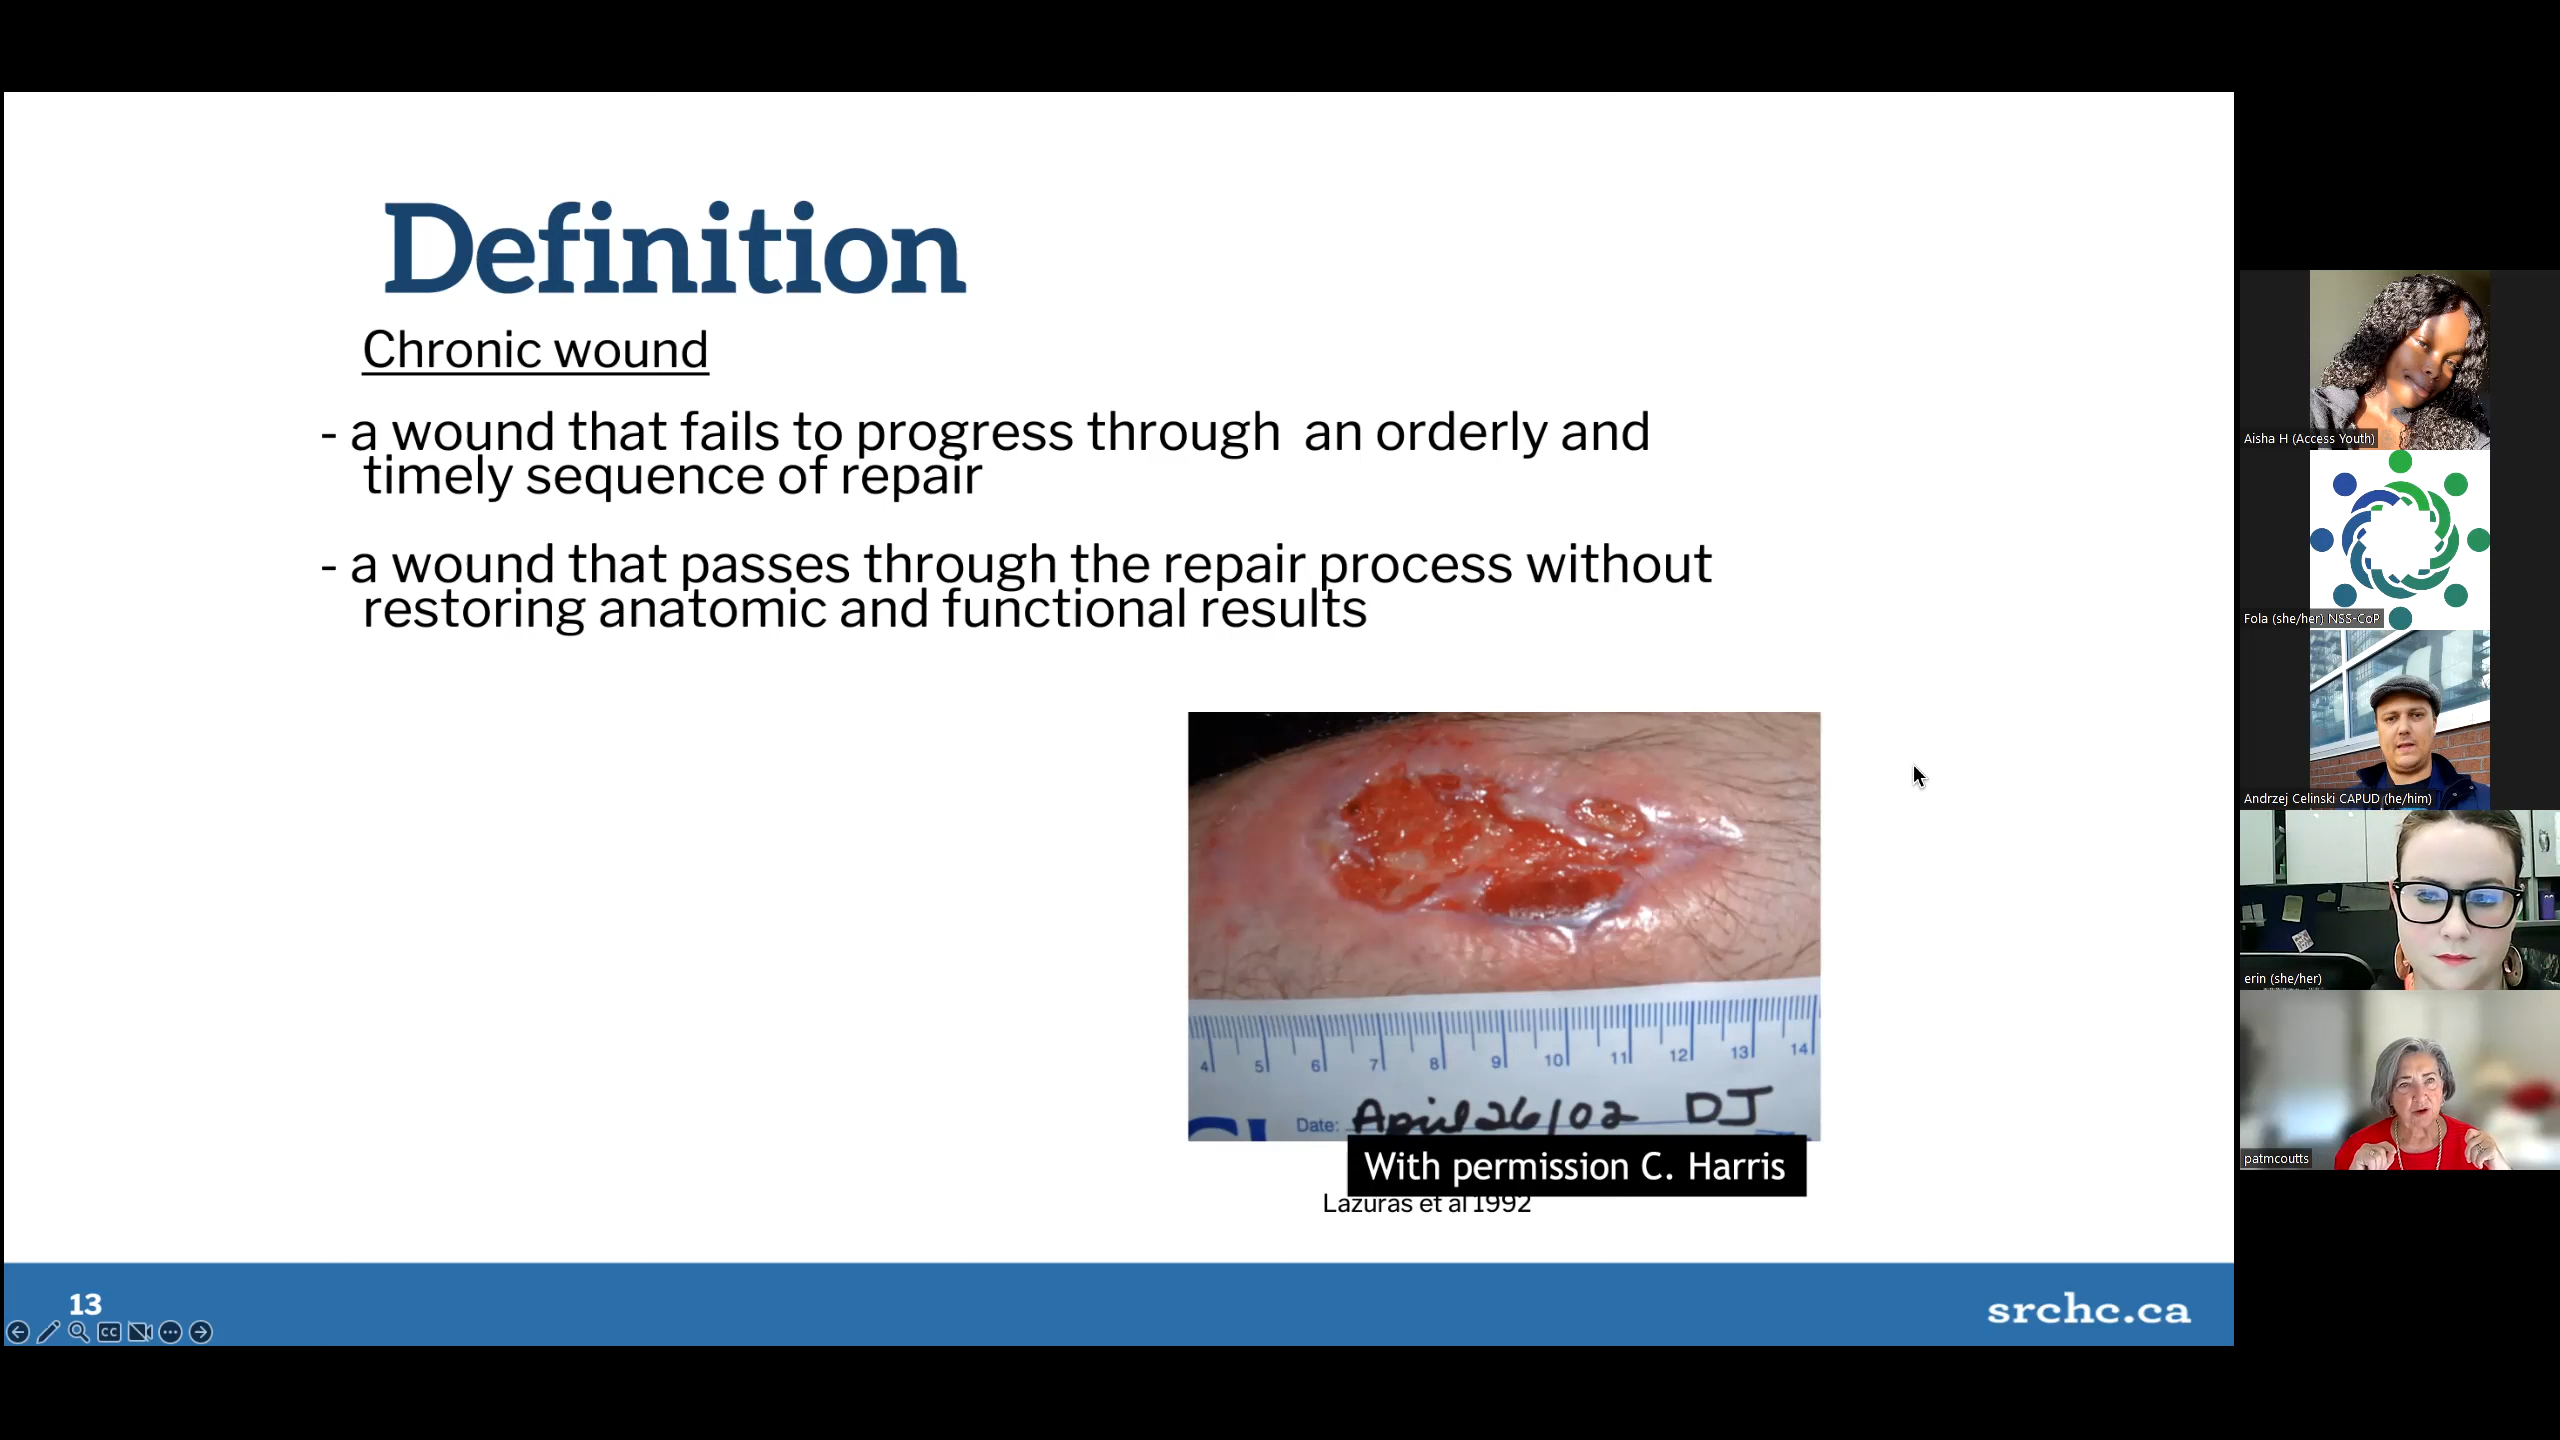 Definition
Chronic wound
- a wound that fails to progress through an orderly and
timely sequence of repair
- a wound that passes through the repair process without
restoring anatomic and functional results
4 5 6 7 8 9 10 11 12 13 14
Date: April 26/02 DJ
With permission C. Harris
Lazuras et al 1992
13
CC
srchc.ca
Aisha H (Access Youth)
Fola (she/her) NSS-CoP
Andrzej Celinski CAPUD (he/him)
erin (she/her)
patmcoutts